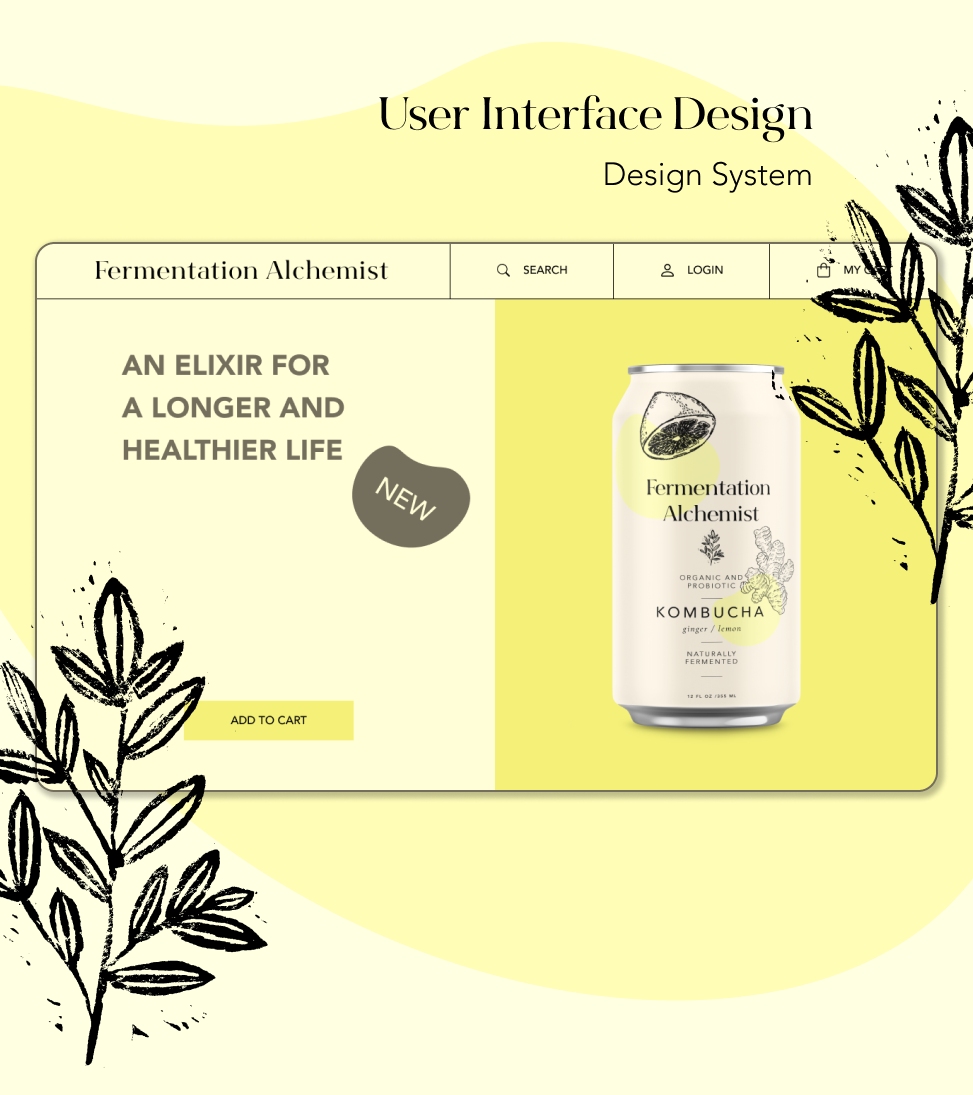 User Interface Design
Design System
Fermentation Alchemist
SEARCH
LOGIN
MY
AN ELIXIR FOR
A LONGER AND
HEALTHIER LIFE
NEW
ADD TO CART
Fermentation
Alchemist
ORGANIC AND
PROBIOTIC
KOMBUCHA
ginger / lemon
NATURALLY
FERMENTED
12 FL OZ /355 ML